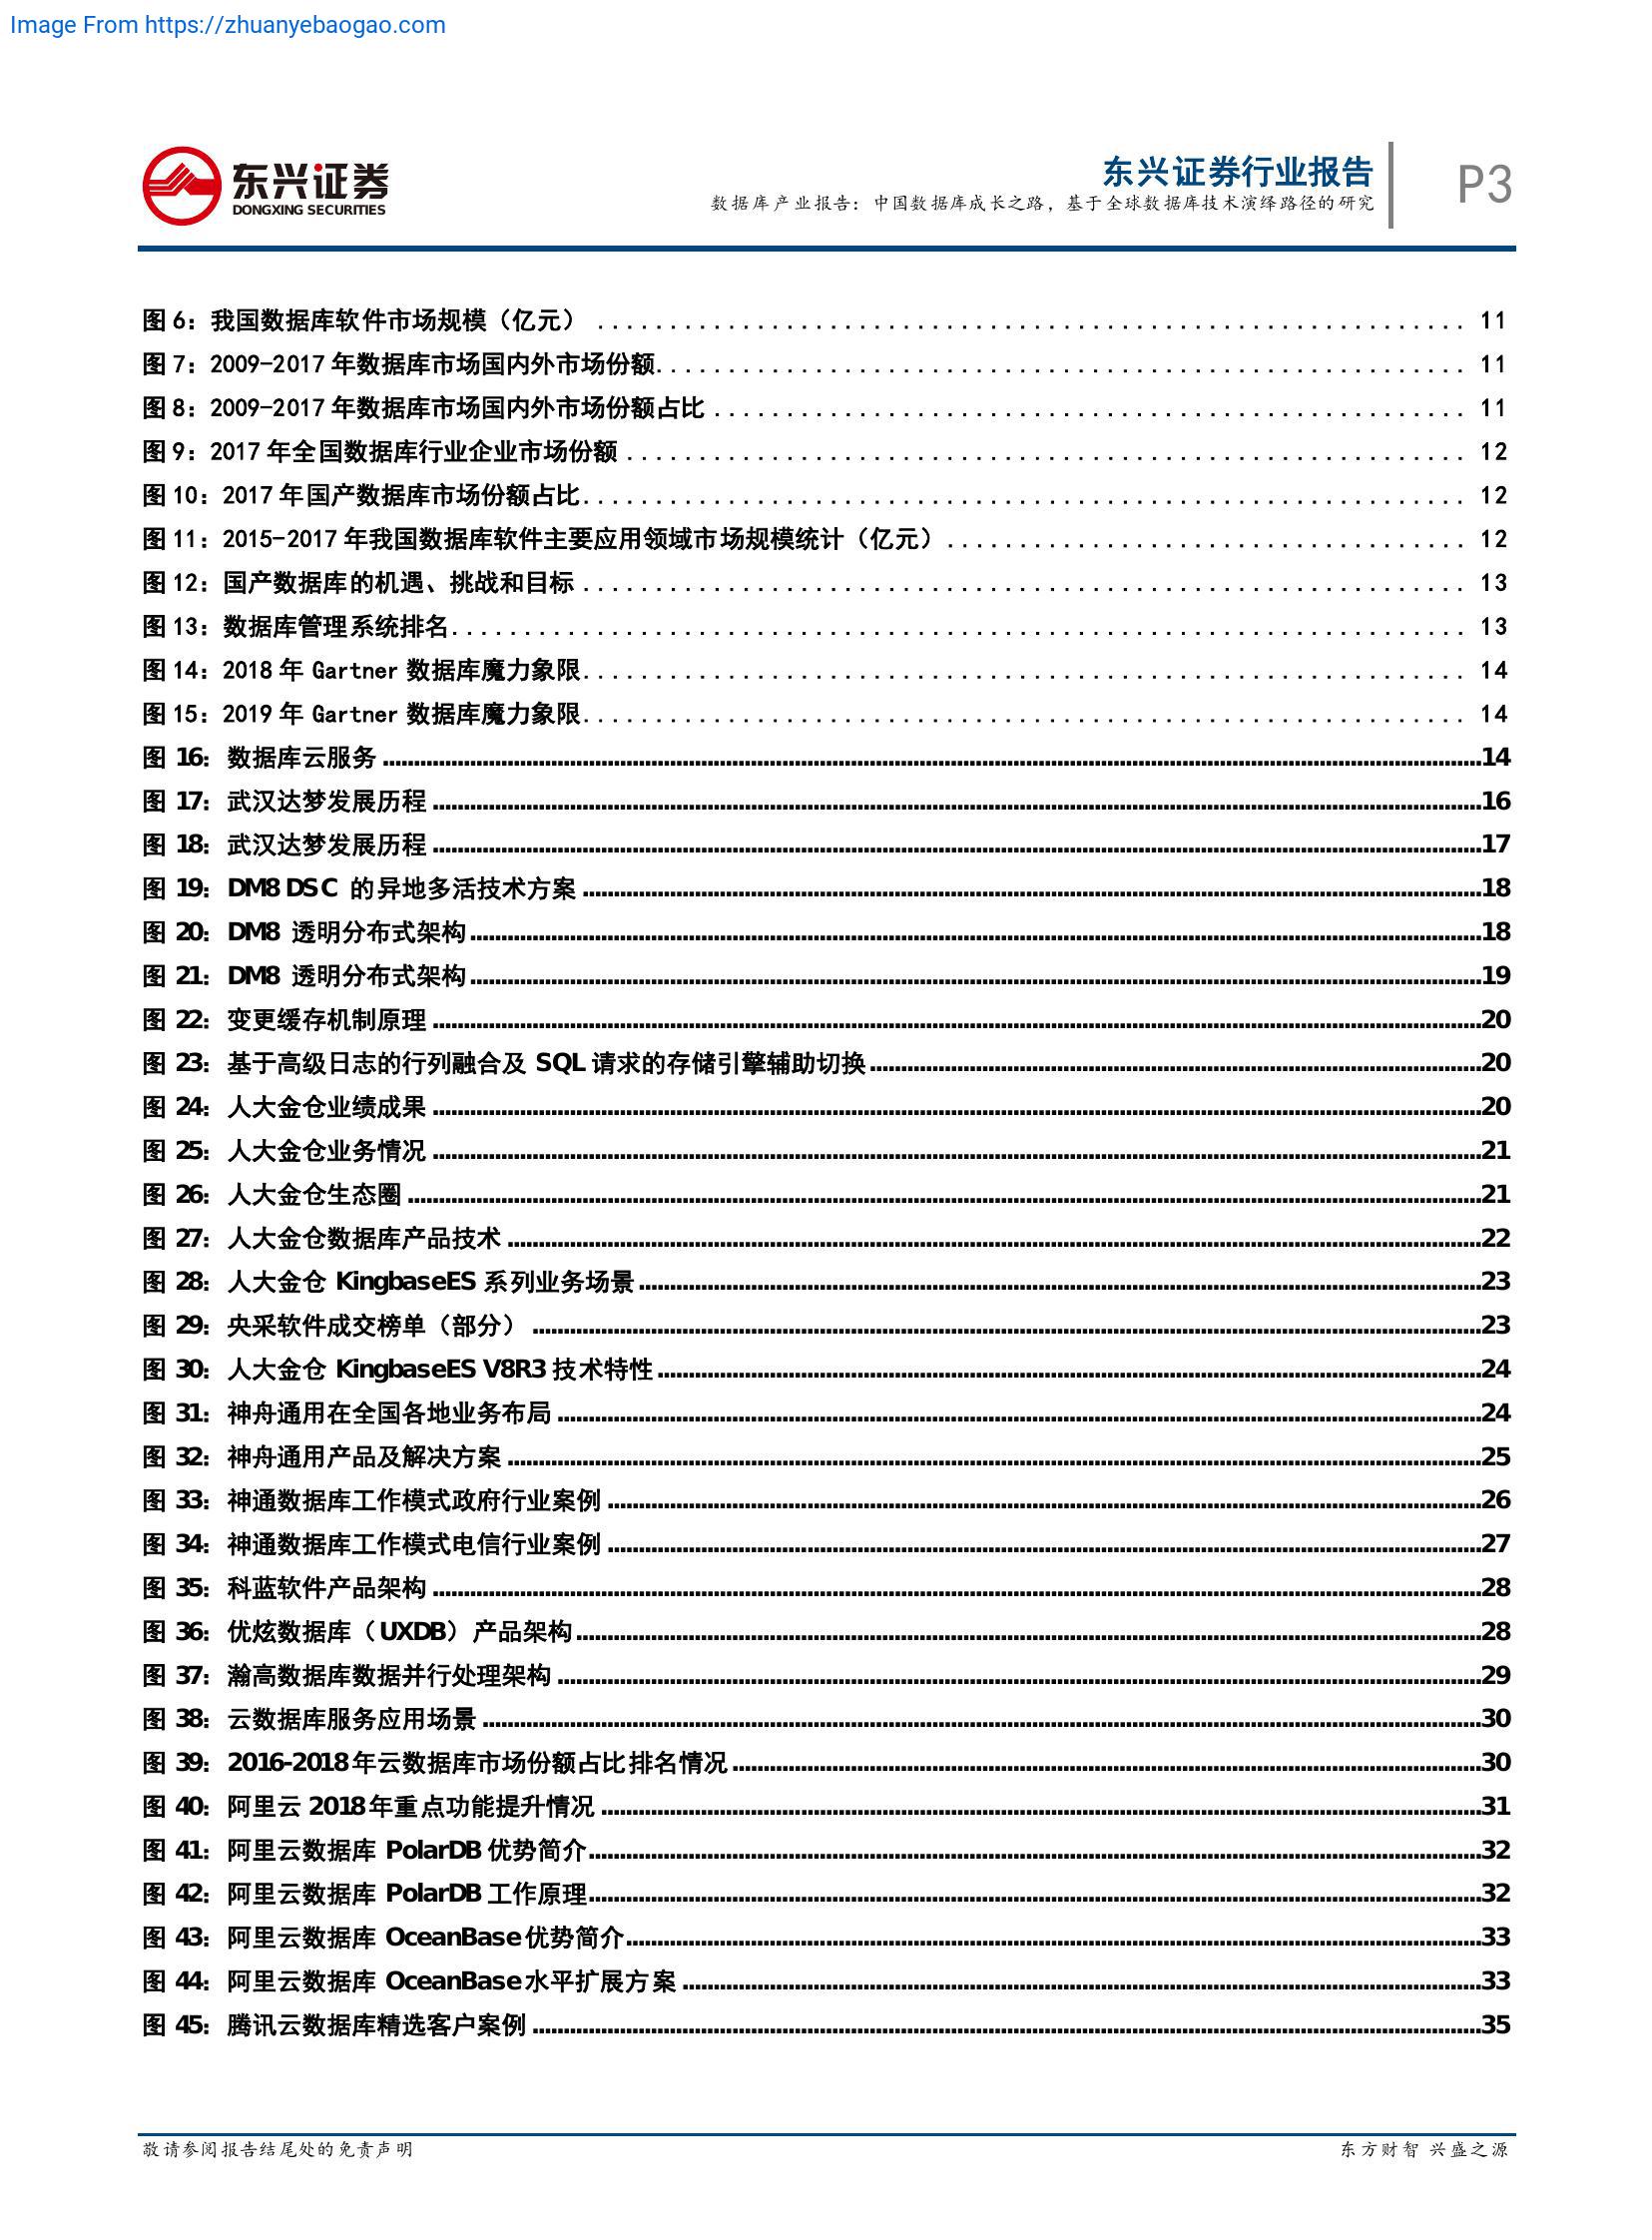 Image From https://zhuanyebaogao.com
东兴证券
DONGXING SECURITIES
东兴证券行业报告
数据库产业报告：中国数据库成长之路，基于全球数据库技术演绎路径的研究
P3
图 6：我国数据库软件市场规模（亿元） ............................................................ 11
图 7：2009-2017 年数据库市场国内外市场份额............................................................ 11
图 8：2009-2017 年数据库市场国内外市场份额占比 ............................................................ 11
图 9：2017 年全国数据库行业企业市场份额 ............................................................ 12
图 10：2017 年国产数据库市场份额占比............................................................ 12
图 11：2015-2017 年我国数据库软件主要应用领域市场规模统计（亿元）.................................... 12
图 12：国产数据库的机遇、挑战和目标 ............................................................ 13
图 13：数据库管理系统排名............................................................ 13
图 14：2018 年 Gartner 数据库魔力象限............................................................ 14
图 15：2019 年 Gartner 数据库魔力象限............................................................ 14
图 16：数据库云服务 ............................................................14
图 17：武汉达梦发展历程 ............................................................16
图 18：武汉达梦发展历程 ............................................................17
图 19：DM8 DSC 的异地多活技术方案 ............................................................18
图 20：DM8 透明分布式架构............................................................18
图 21：DM8 透明分布式架构............................................................19
图 22：变更缓存机制原理 ............................................................20
图 23：基于高级日志的行列融合及 SQL 请求的存储引擎辅助切换............................................................20
图 24：人大金仓业绩成果 ............................................................20
图 25：人大金仓业务情况 ............................................................21
图 26：人大金仓生态圈 ............................................................21
图 27：人大金仓数据库产品技术 ............................................................22
图 28：人大金仓 KingbaseES 系列业务场景............................................................23
图 29：央采软件成交榜单（部分） ............................................................23
图 30：人大金仓 KingbaseES V8R3 技术特性............................................................24
图 31：神舟通用在全国各地业务布局 ............................................................24
图 32：神舟通用产品及解决方案 ............................................................25
图 33：神通数据库工作模式政府行业案例 ............................................................26
图 34：神通数据库工作模式电信行业案例 ............................................................27
图 35：科蓝软件产品架构 ............................................................28
图 36：优炫数据库（UXDB）产品架构............................................................28
图 37：瀚高数据库数据并行处理架构 ............................................................29
图 38：云数据库服务应用场景 ............................................................30
图 39：2016-2018 年云数据库市场份额占比排名情况............................................................30
图 40：阿里云 2018 年重点功能提升情况 ............................................................31
图 41：阿里云数据库 PolarDB 优势简介............................................................32
图 42：阿里云数据库 PolarDB 工作原理............................................................32
图 43：阿里云数据库 OceanBase 优势简介............................................................33
图 44：阿里云数据库 OceanBase 水平扩展方案 ............................................................33
图 45：腾讯云数据库精选客户案例 ............................................................35
敬请参阅报告结尾处的免责声明
东方财智 兴盛之源